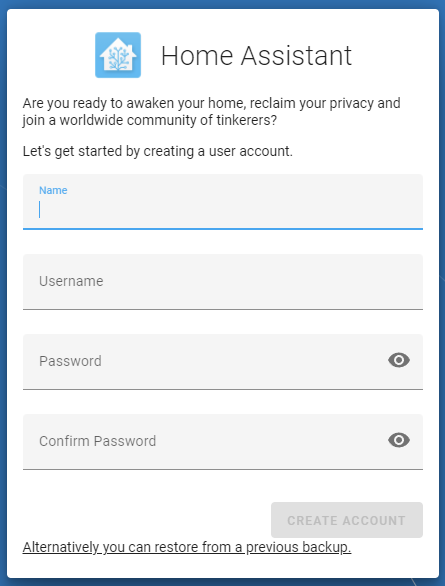 Home Assistant
Are you ready to awaken your home, reclaim your privacy and
join a worldwide community of tinkerers?
Let's get started by creating a user account.
Name
Username
Password
Confirm Password
CREATE ACCOUNT
Alternatively you can restore from a previous backup.